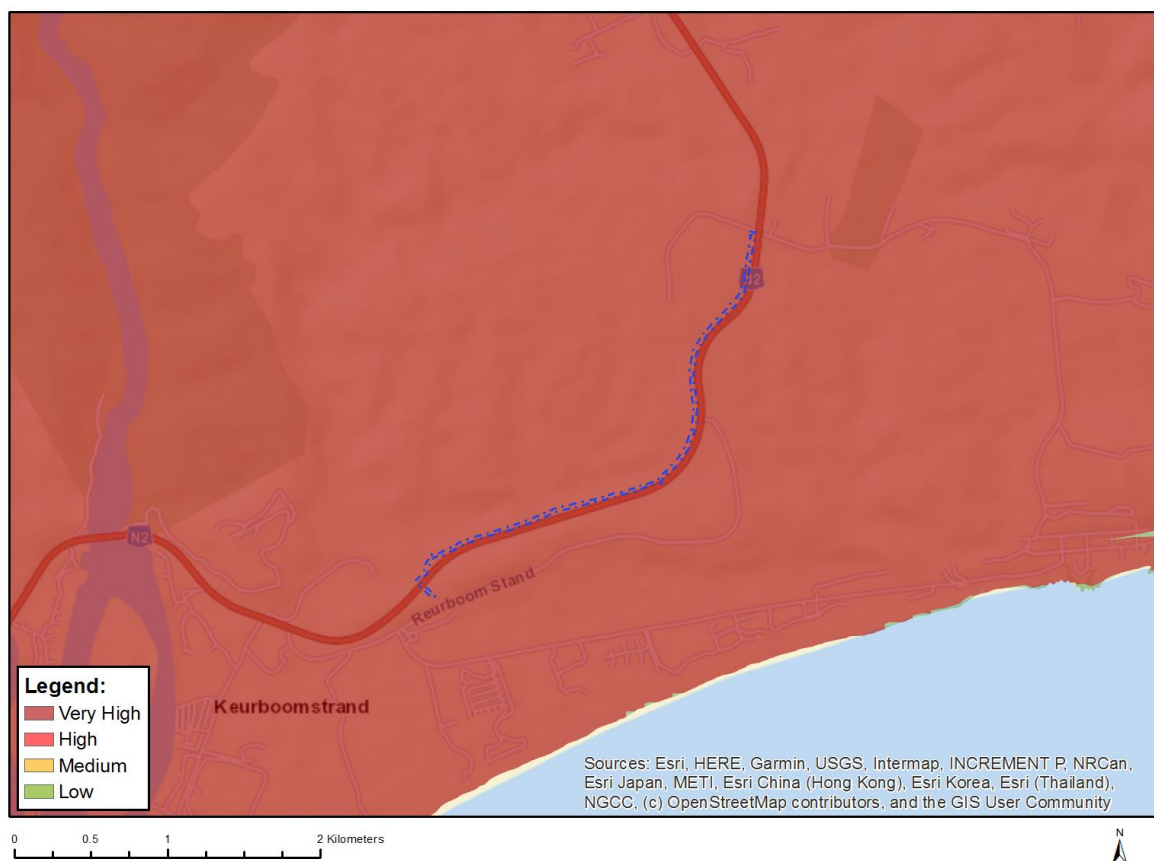 N2
N2
Reurboom Stand
Keurboomstrand
Legend:
Very High
High
Medium
Low
Sources: Esri, HERE, Garmin, USGS, Intermap, INCREMENT P, NRCan,
Esri Japan, METI, Esri China (Hong Kong), Esri Korea, Esri (Thailand),
NGCC, (c) OpenStreetMap contributors, and the GIS User Community
0 0.5 1 2 Kilometers
N